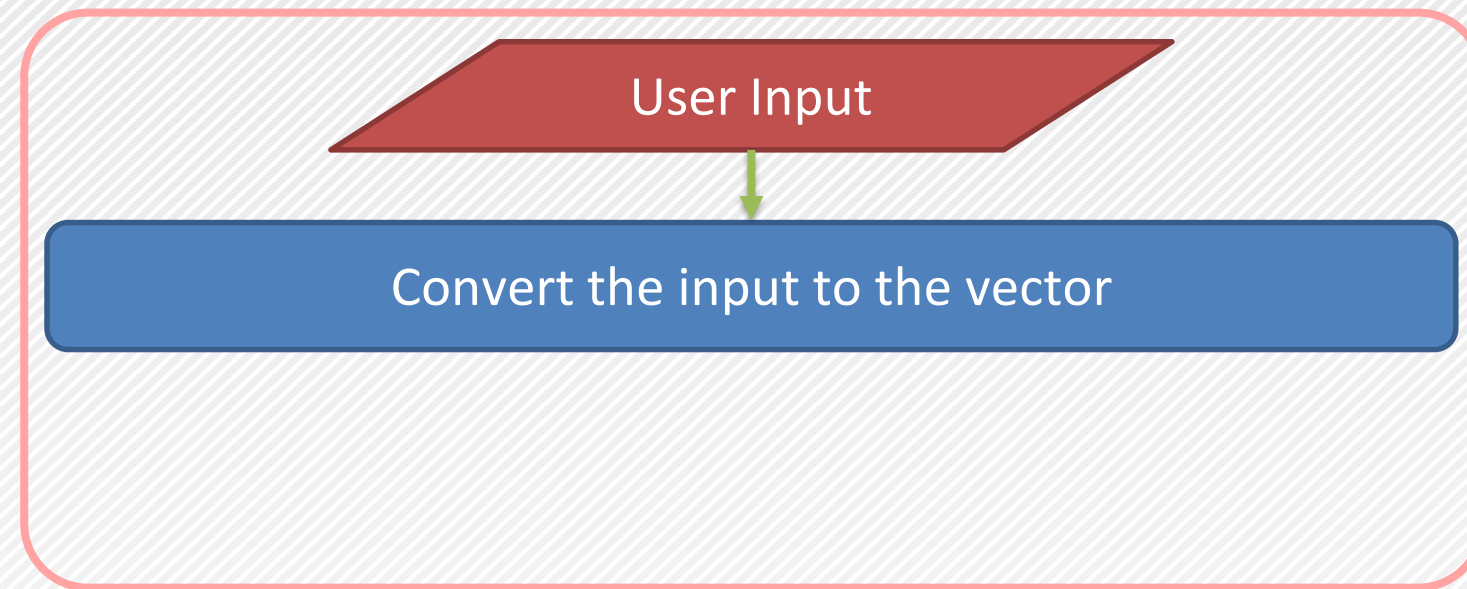 User Input
Convert the input to the vector